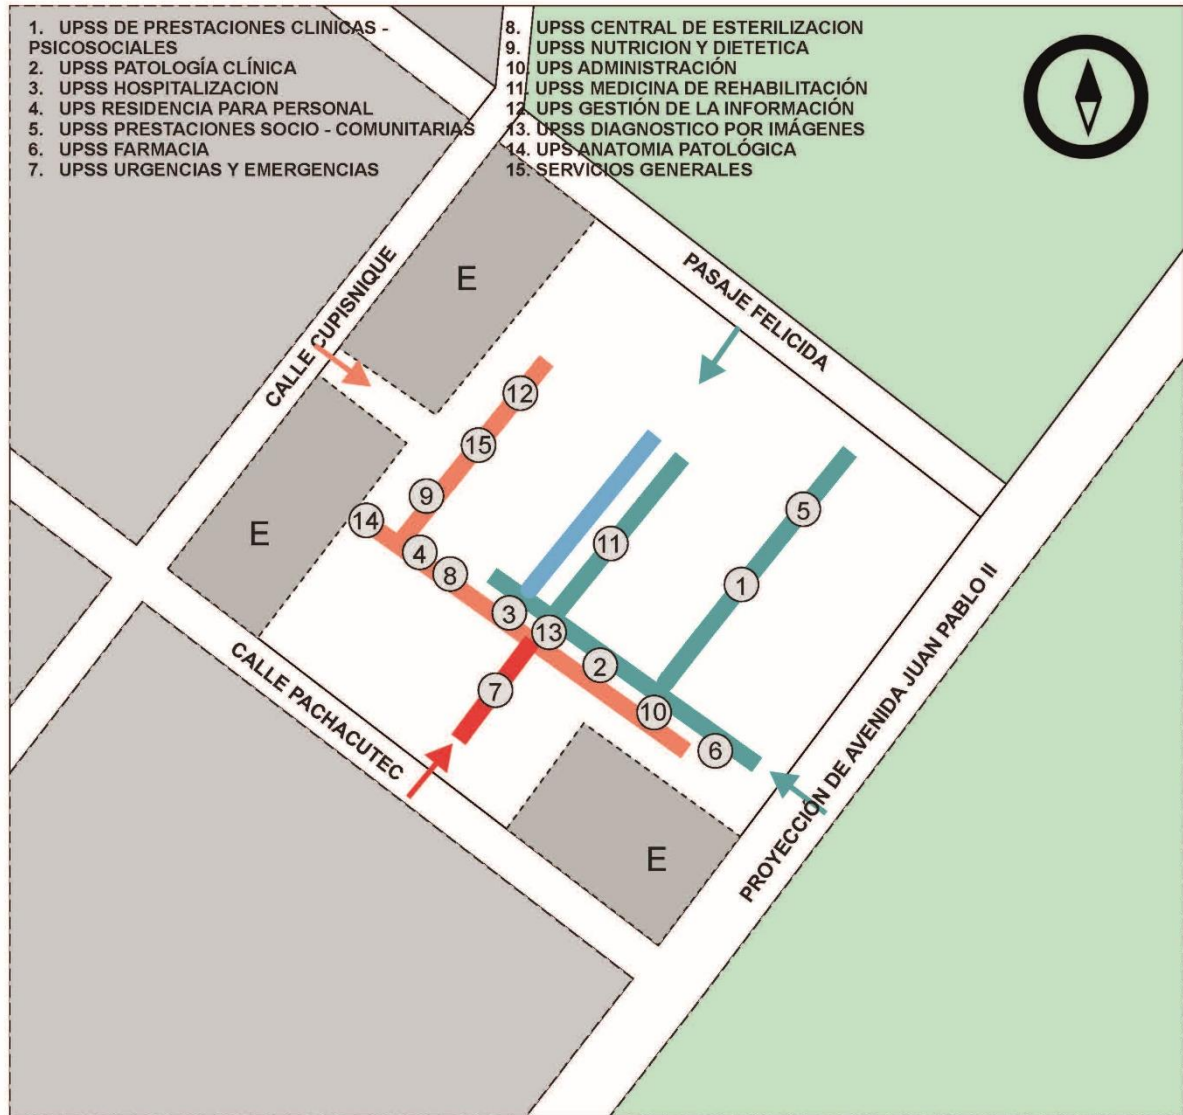 1. UPSS DE PRESTACIONES CLINICAS -
PSICOSOCIALES
2. UPSS PATOLOGÍA CLÍNICA
3. UPSS HOSPITALIZACION
4. UPS RESIDENCIA PARA PERSONAL
5. UPSS PRESTACIONES SOCIO - COMUNITARIAS
6. UPSS FARMACIA
7. UPSS URGENCIAS Y EMERGENCIAS
8. UPSS CENTRAL DE ESTERILIZACION
9. UPSS NUTRICION Y DIETETICA
10. UPS ADMINISTRACIÓN
11. UPSS MEDICINA DE REHABILITACIÓN
12. UPS GESTIÓN DE LA INFORMACIÓN
13. UPSS DIAGNOSTICO POR IMÁGENES
14. UPS ANATOMIA PATOLÓGICA
15. SERVICIOS GENERALES
E
PASAJE FELICIDA
CALLE CUPISNIQUE
12
15
9
5
14
E
4
11
8
1
3
13
2
CALLE PACHACUTEC
7
10
6
PROYECCIÓN DE AVENIDA JUAN PABLO II
E